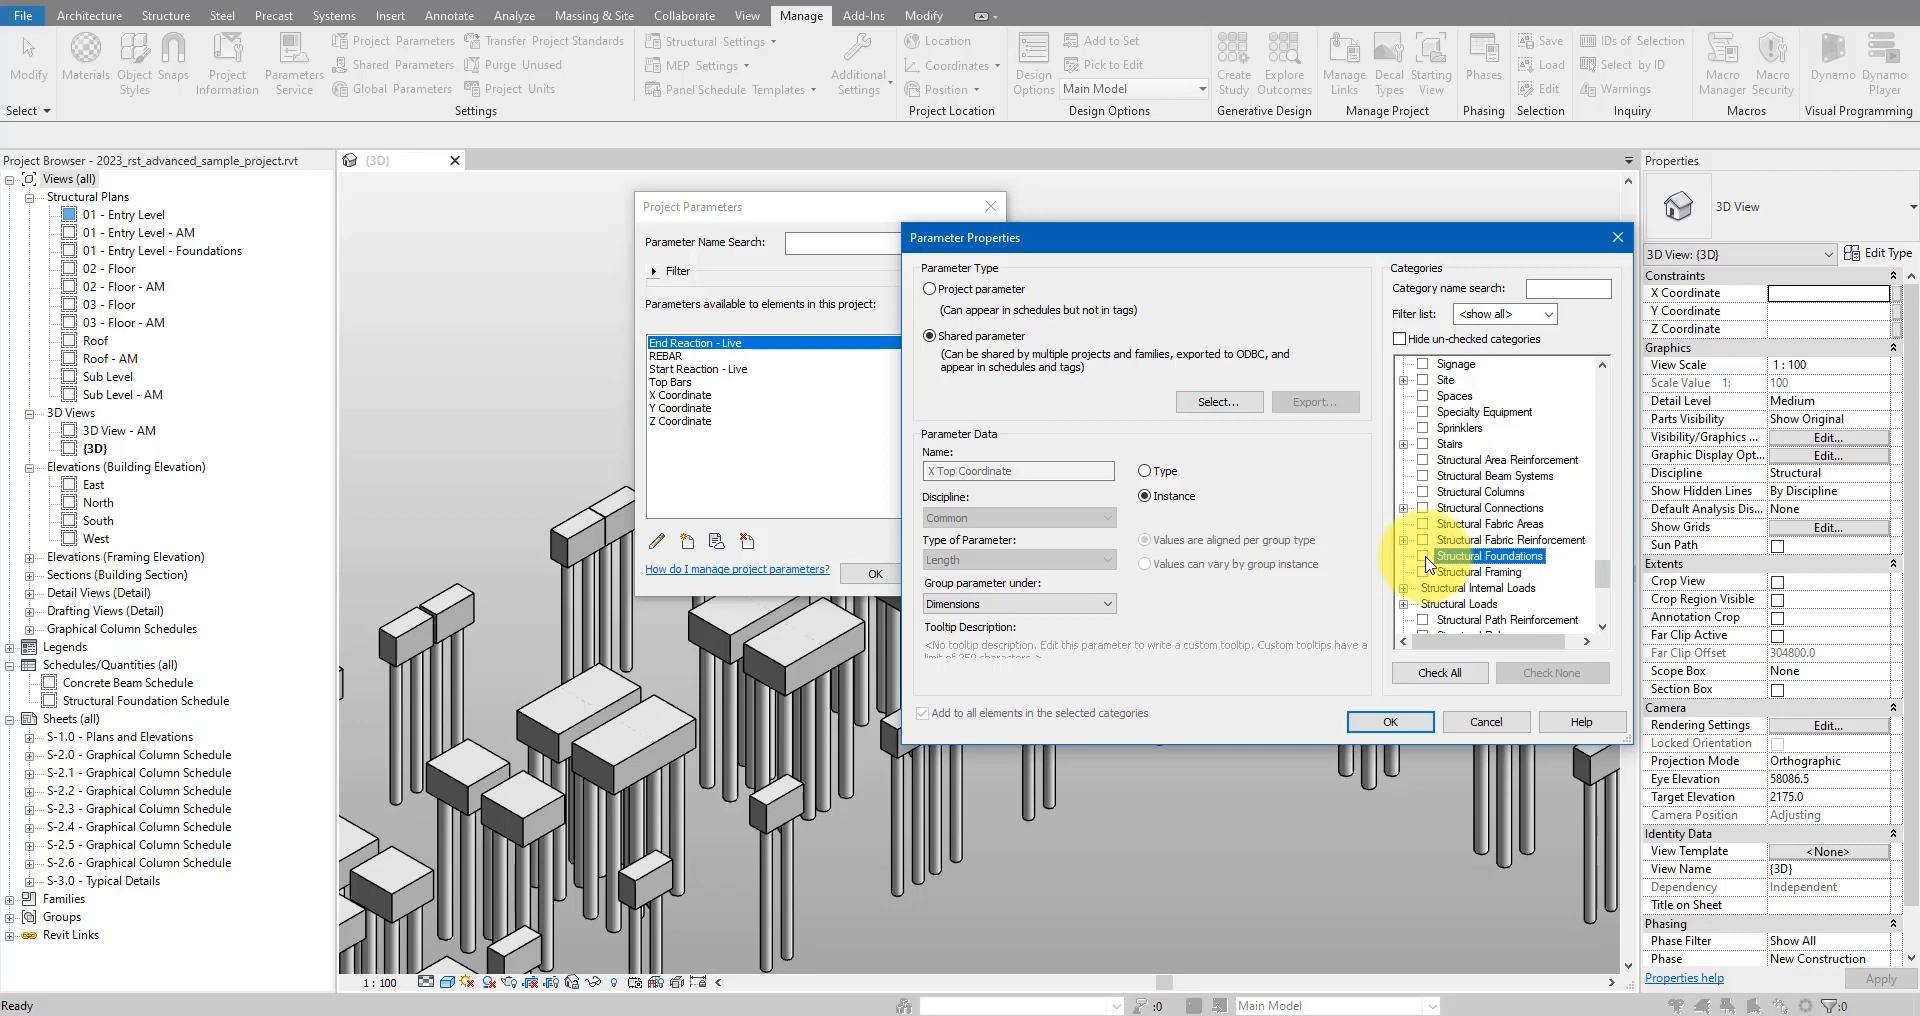 File Architecture Structure Steel Precast Systems Insert Annotate Analyze Massing & Site Collaborate View Manage Add-Ins Modify
Modify
Materials
Object Styles
Snaps
Project Parameters
Shared Parameters
Global Parameters
Project Information
Parameters Service
Transfer Project Standards
Purge Unused
Project Units
Structural Settings
MEP Settings
Panel Schedule Templates
Additional Settings
Location
Coordinates
Position
Design Options
Add to Set
Pick to Edit
Main Model
Create Study
Explore Outcomes
Manage Links
Decal Types
Starting View
Phases
Save
Load
Edit
IDs of Selection
Select by ID
Warnings
Macro Manager
Macro Security
Dynamo
Dynamo Player
Select
Settings
Project Location
Design Options
Generative Design
Manage Project
Phasing
Selection
Inquiry
Macros
Visual Programming
Project Browser - 2023_rst_advanced_sample_project.rvt
Views (all)
Structural Plans
01 - Entry Level
01 - Entry Level - AM
01 - Entry Level - Foundations
02 - Floor
02 - Floor - AM
03 - Floor
03 - Floor - AM
Roof
Roof - AM
Sub Level
Sub Level - AM
3D Views
3D View - AM
{3D}
Elevations (Building Elevation)
East
North
South
West
Elevations (Framing Elevation)
Sections (Building Section)
Detail Views (Detail)
Drafting Views (Detail)
Graphical Column Schedules
Legends
Schedules/Quantities (all)
Concrete Beam Schedule
Structural Foundation Schedule
Sheets (all)
S-1.0 - Plans and Elevations
S-2.0 - Graphical Column Schedule
S-2.1 - Graphical Column Schedule
S-2.2 - Graphical Column Schedule
S-2.3 - Graphical Column Schedule
S-2.4 - Graphical Column Schedule
S-2.5 - Graphical Column Schedule
S-2.6 - Graphical Column Schedule
S-3.0 - Typical Details
Families
Groups
Revit Links
{3D}
Project Parameters
Parameter Name Search:
Filter
Parameters available to elements in this project:
End Reaction - Live
REBAR
Start Reaction - Live
Top Bars
X Coordinate
Y Coordinate
Z Coordinate
How do I manage project parameters?
OK
Parameter Properties
Parameter Type
Project parameter
(Can appear in schedules but not in tags)
Shared parameter
(Can be shared by multiple projects and families, exported to ODBC, and
appear in schedules and tags)
Select...
Export...
Parameter Data
Name:
X Top Coordinate
Discipline:
Common
Type of Parameter:
Length
Group parameter under:
Dimensions
Type
Instance
Values are aligned per group type
Values can vary by group instance
Tooltip Description:
<No tooltip description. Edit this parameter to write a custom tooltip. Custom tooltips have a
Add to all elements in the selected categories
Categories
Category name search:
Filter list:
<show all>
Hide un-checked categories
Signage
Site
Spaces
Specialty Equipment
Sprinklers
Stairs
Structural Area Reinforcement
Structural Beam Systems
Structural Columns
Structural Connections
Structural Fabric Areas
Structural Fabric Reinforcement
Structural Foundations
Structural Framing
Structural Internal Loads
Structural Loads
Structural Path Reinforcement
Check All
Check None
OK
Cancel
Help
Properties
3D View
3D View: {3D}
Edit Type
Constraints
X Coordinate
Y Coordinate
Z Coordinate
Graphics
View Scale 1 : 100
Scale Value 1: 100
Detail Level Medium
Parts Visibility Show Original
Visibility/Graphics ... Edit...
Graphic Display Opt... Edit...
Discipline Structural
Show Hidden Lines By Discipline
Default Analysis Dis... None
Show Grids Edit...
Sun Path
Extents
Crop View
Crop Region Visible
Annotation Crop
Far Clip Active
Far Clip Offset 304800.0
Scope Box None
Section Box
Camera
Rendering Settings Edit...
Locked Orientation
Projection Mode Orthographic
Eye Elevation 58086.5
Target Elevation 2175.0
Camera Position Adjusting
Identity Data
View Template <None>
View Name {3D}
Dependency Independent
Title on Sheet
Phasing
Phase Filter Show All
Phase New Construction
Properties help
Apply
1 : 100
Ready
:0
Main Model
:0